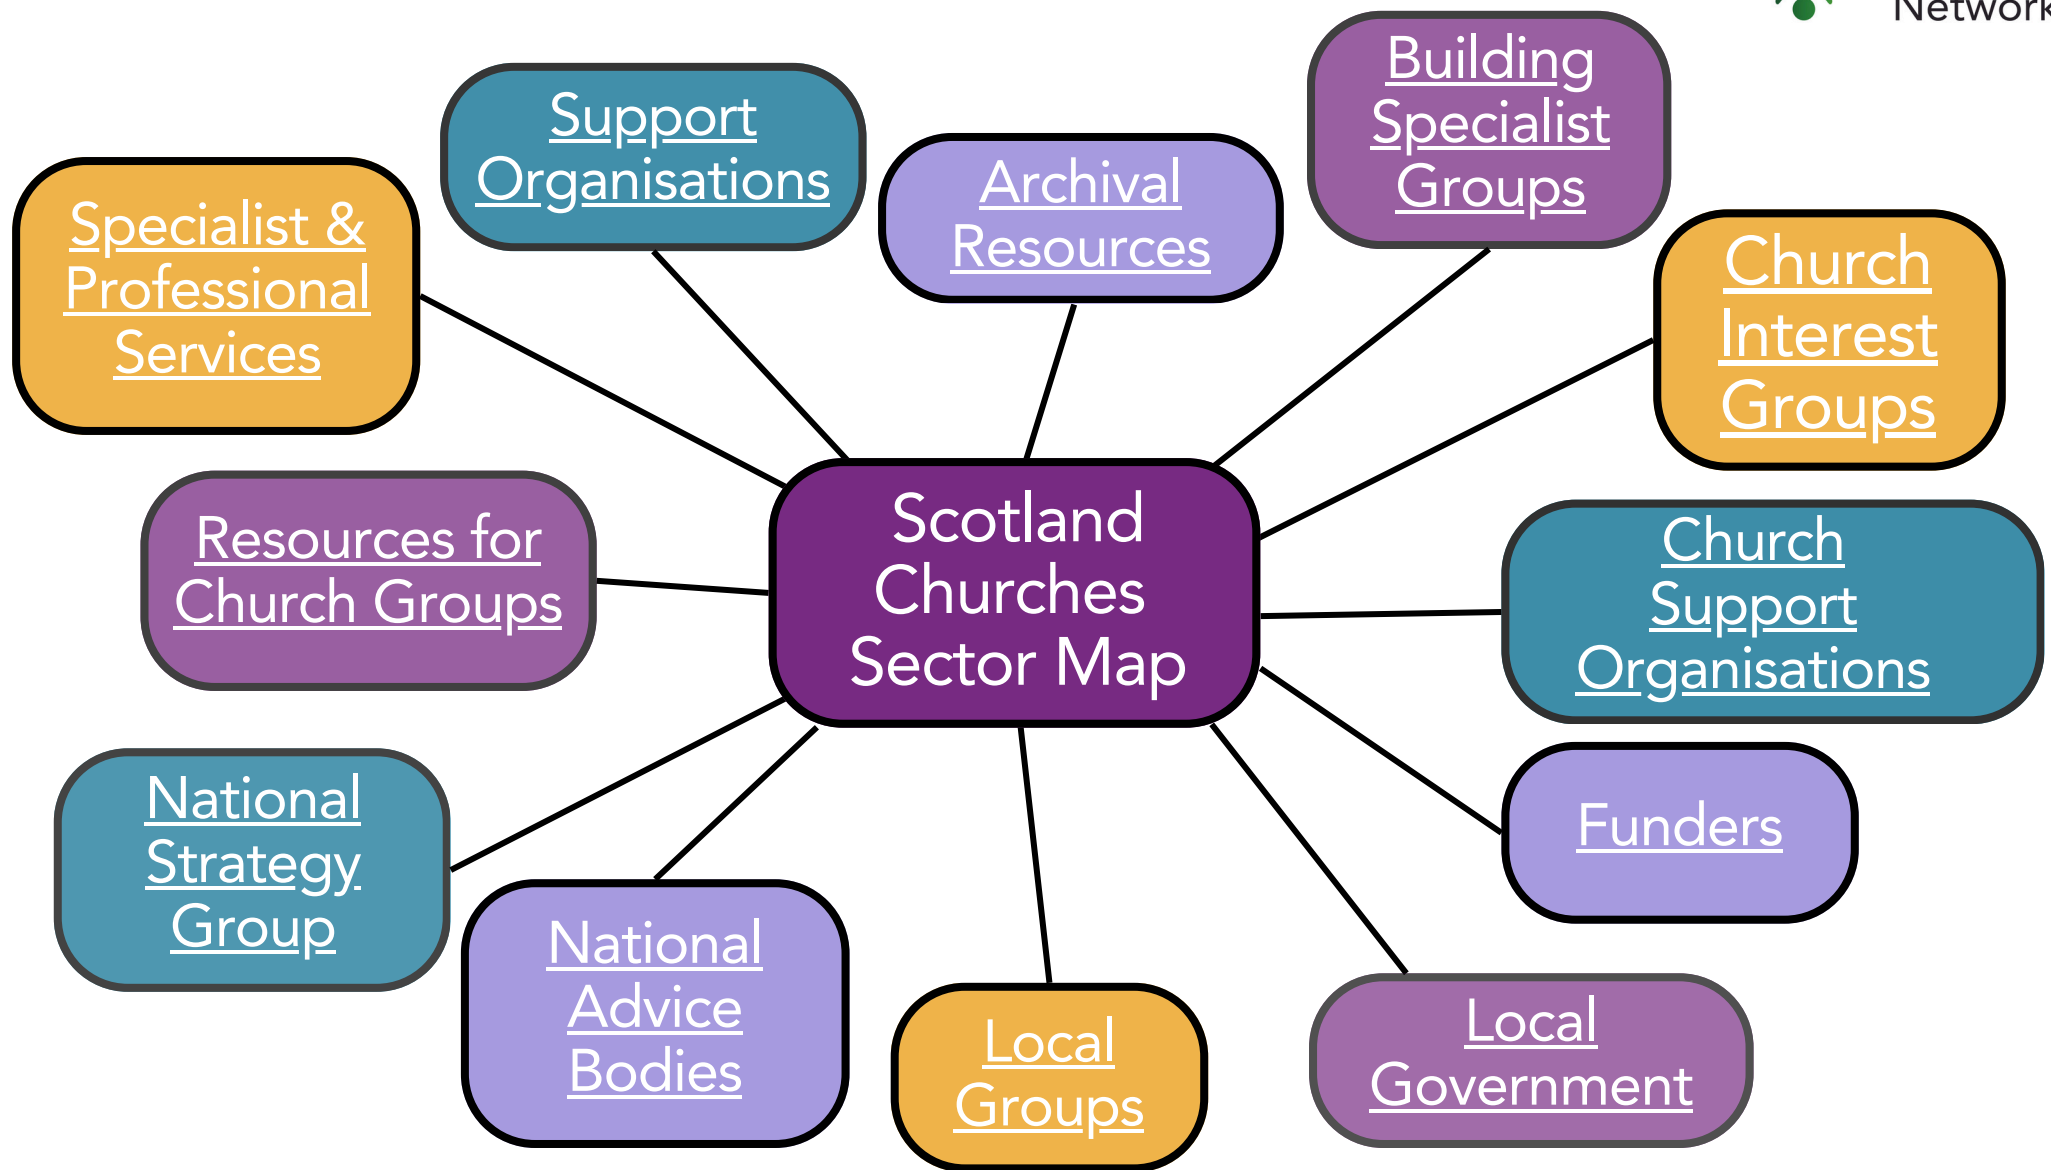 Network
Support
Organisations
Building
Specialist
Groups
Archival
Resources
Specialist &
Professional
Services
Church
Interest
Groups
Scotland
Churches
Sector Map
Resources for
Church Groups
Church
Support
Organisations
National
Strategy
Group
Funders
National
Advice
Bodies
Local
Groups
Local
Government